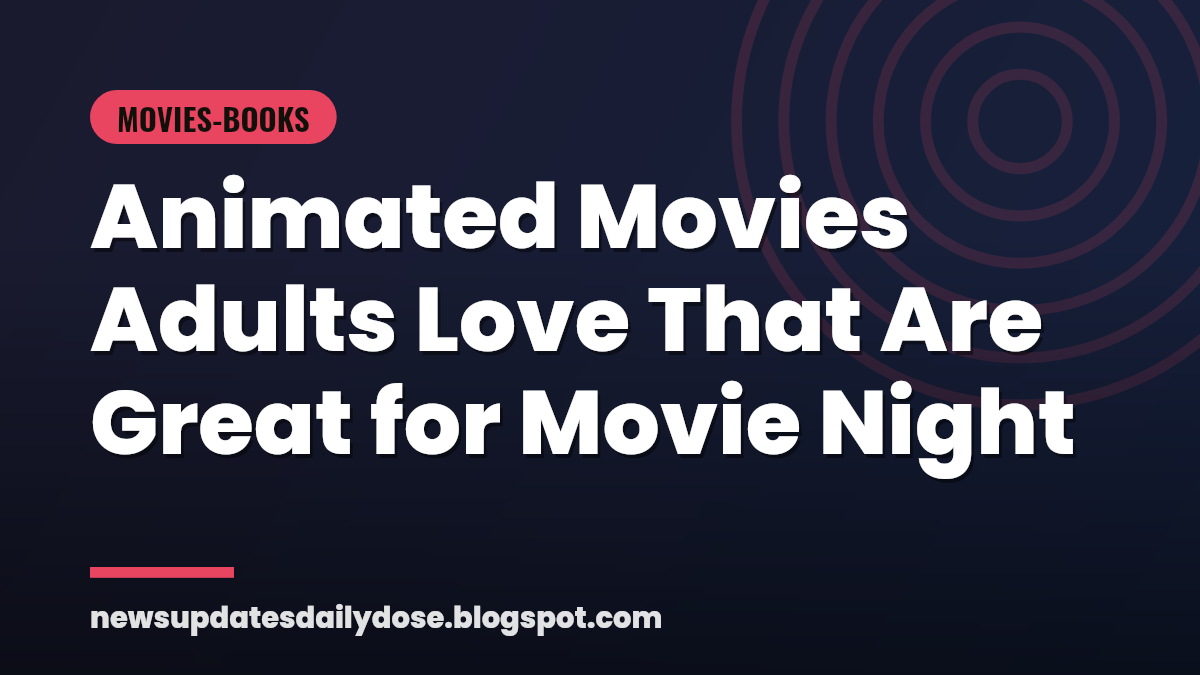 MOVIES-BOOKS
Animated Movies
Adults Love That Are
Great for Movie Night
newsupdatesdailydose.blogspot.com